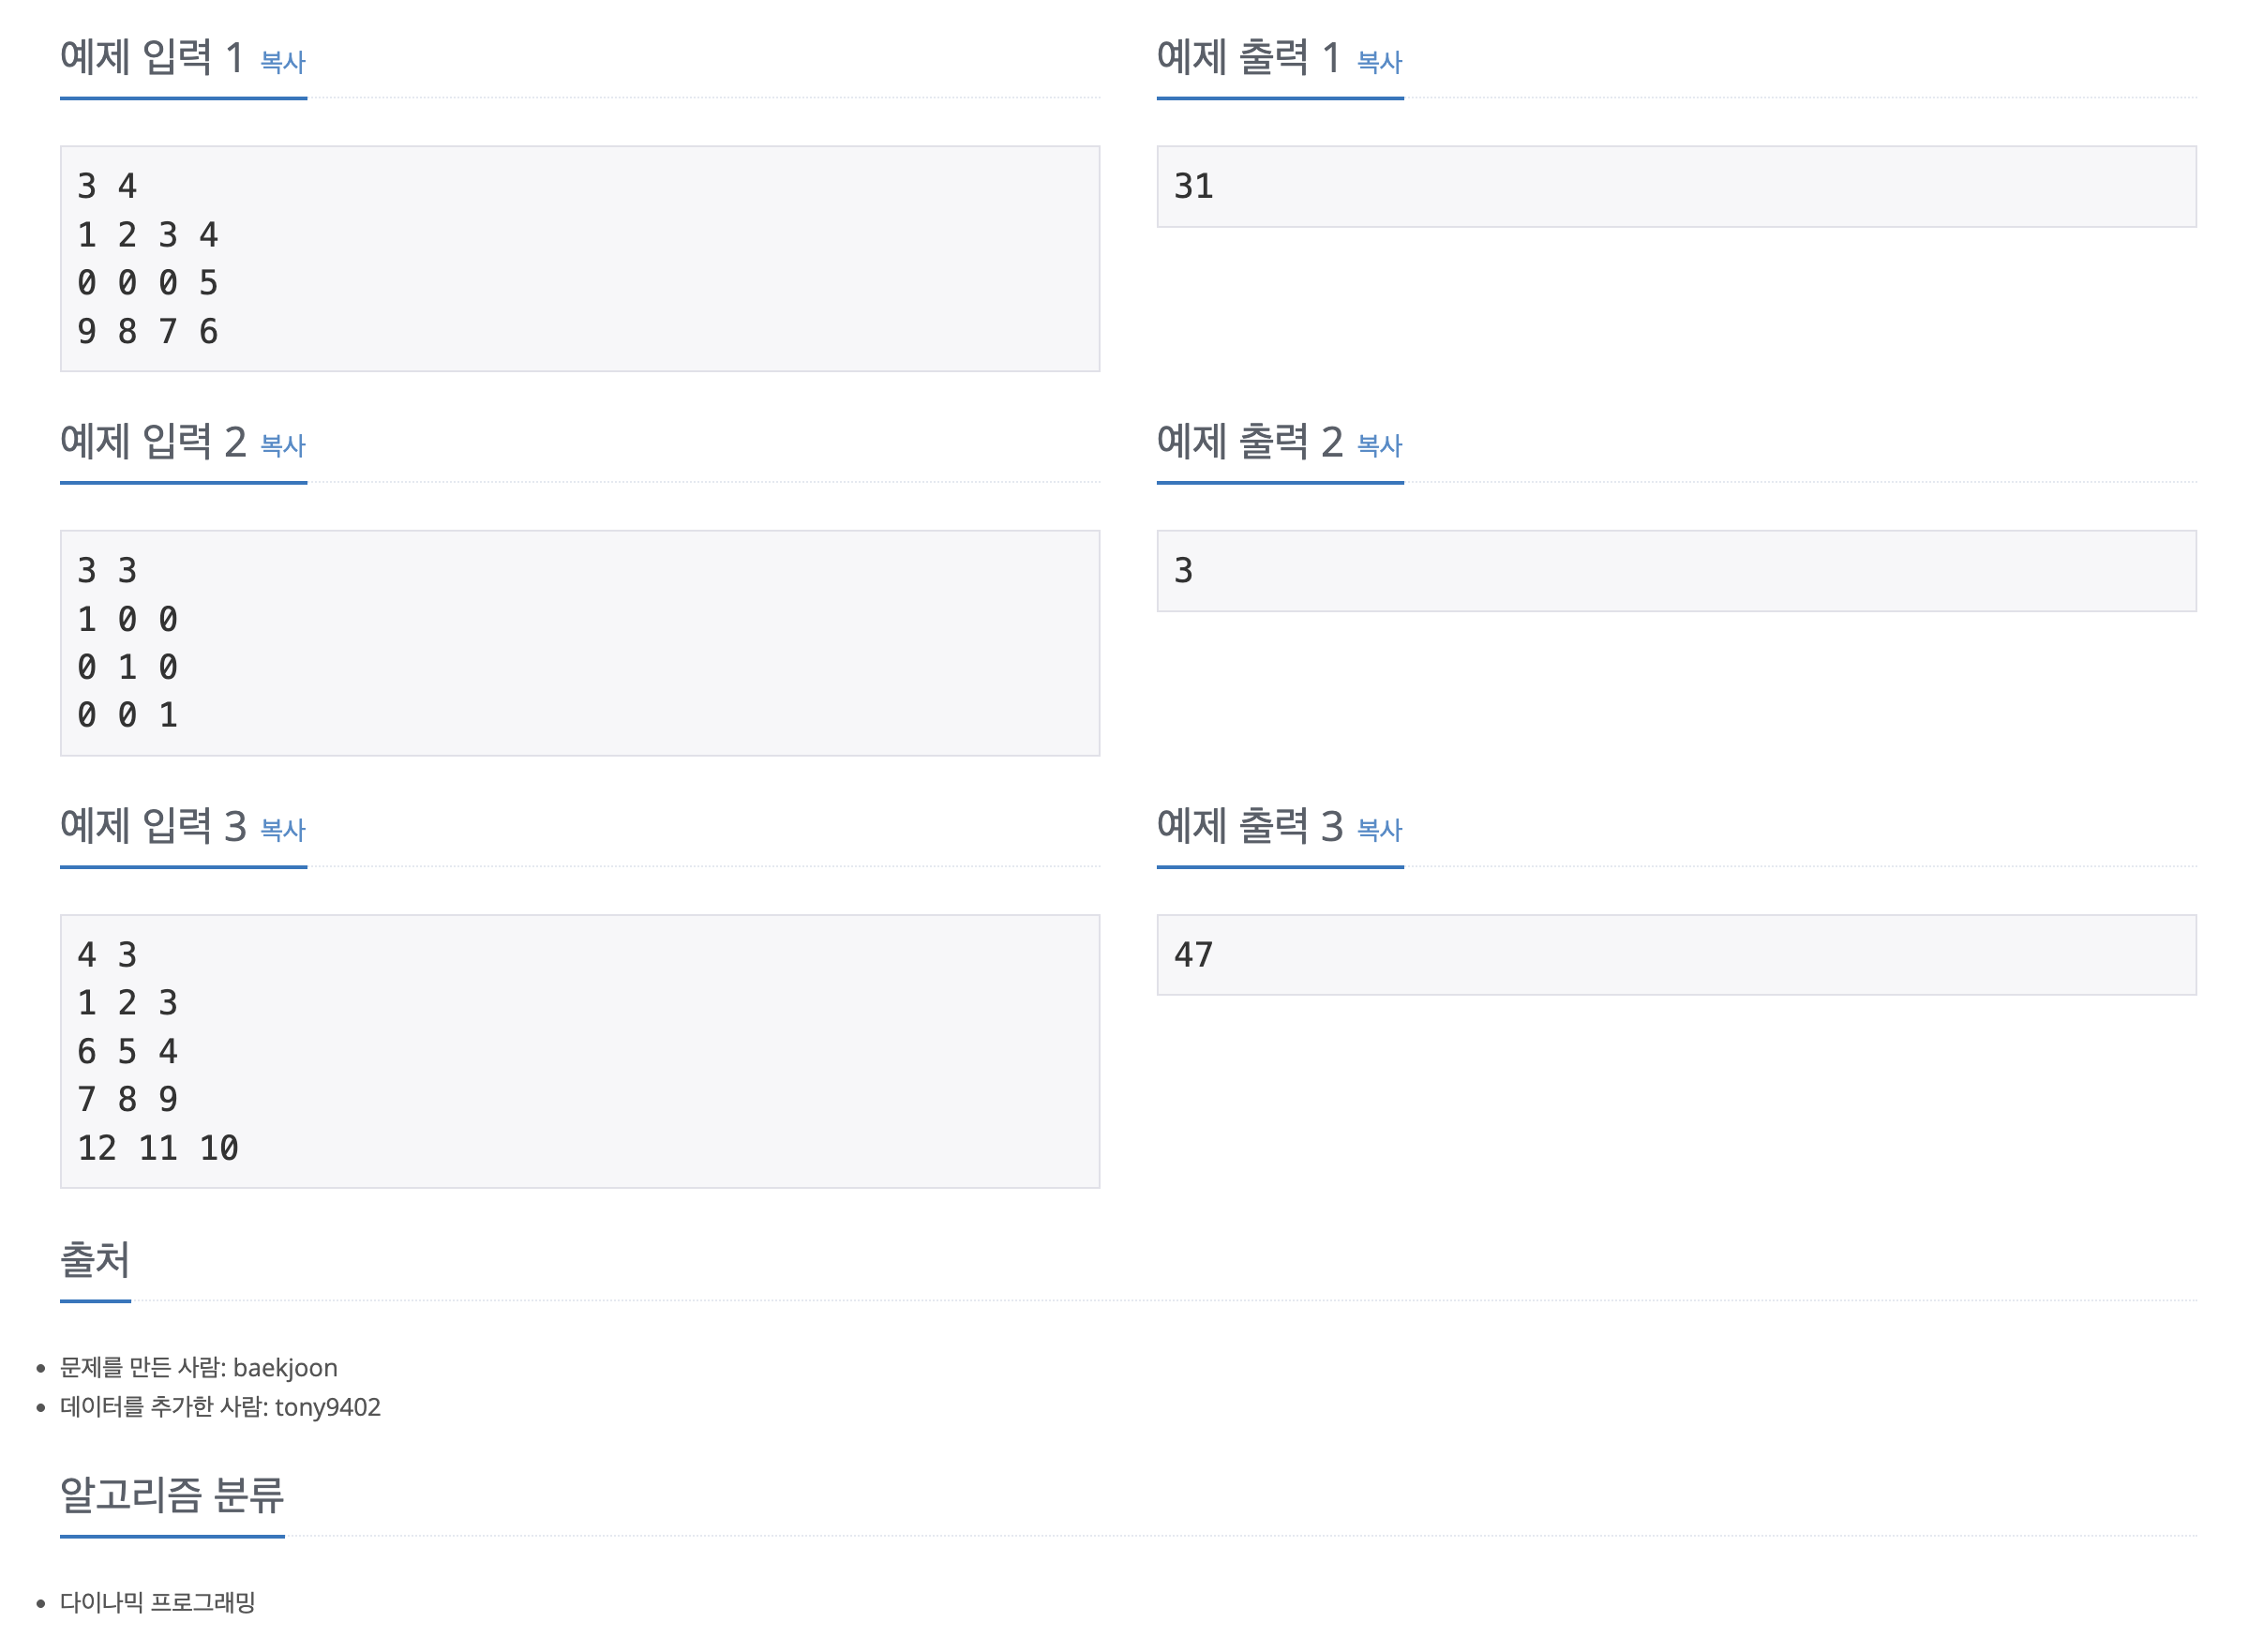 예제 입력 1 복사
3 4
1 2 3 4
0 0 0 5
9 8 7 6
예제 출력 1 복사
31
예제 입력 2 복사
3 3
1 0 0
0 1 0
0 0 1
예제 출력 2 복사
3
예제 입력 3 복사
4 3
1 2 3
6 5 4
7 8 9
12 11 10
예제 출력 3 복사
47
출처
문제를 만든 사람: baekjoon
데이터를 추가한 사람: tony9402
알고리즘 분류
다이나믹 프로그래밍